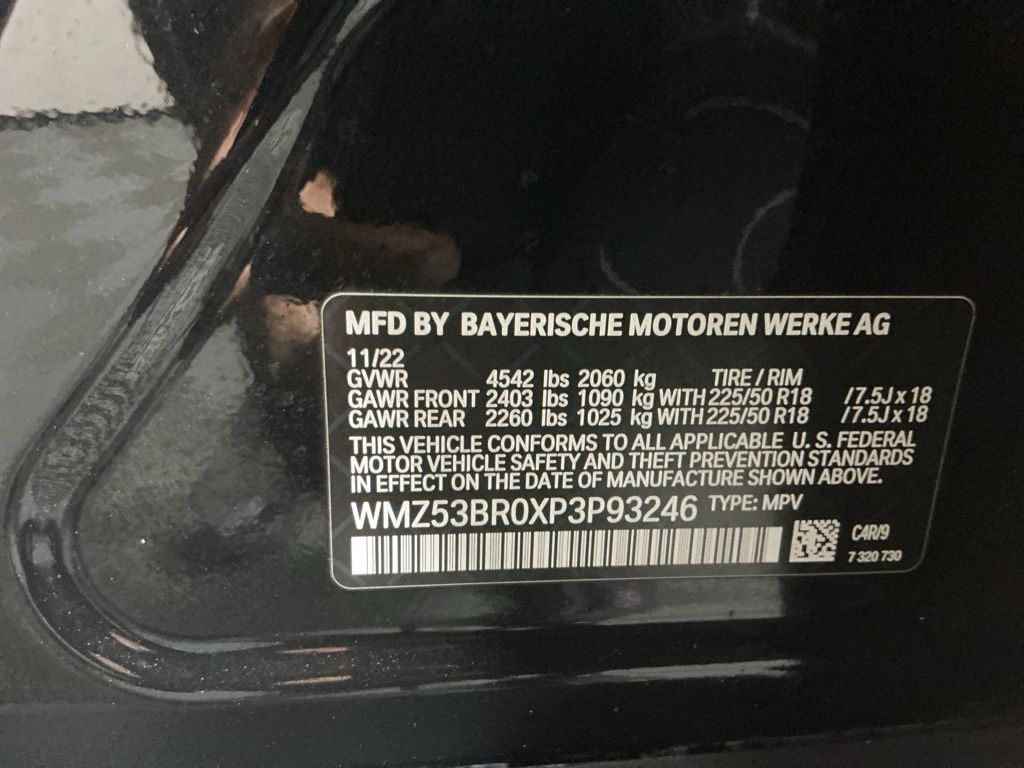 MFD BY BAYERISCHE MOTOREN WERKE AG
11/22
GVWR 4542 lbs 2060 kg TIRE / RIM
GAWR FRONT 2403 lbs 1090 kg WITH 225/50 R18 /7.5J x 18
GAWR REAR 2260 lbs 1025 kg WITH 225/50 R18 /7.5J x 18
THIS VEHICLE CONFORMS TO ALL APPLICABLE U. S. FEDERAL
MOTOR VEHICLE SAFETY AND THEFT PREVENTION STANDARDS
IN EFFECT ON THE DATE OF MANUFACTURE SHOWN ABOVE.
WMZ53BR0XP3P93246 TYPE: MPV
C4R/9
7 320 730